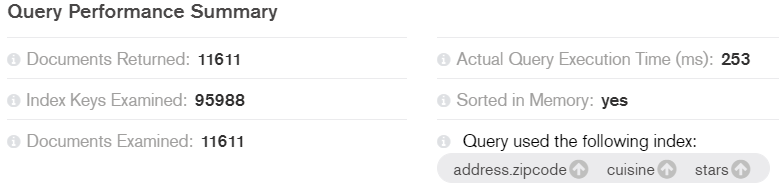 Query Performance Summary
Documents Returned: 11611
Actual Query Execution Time (ms): 253
Index Keys Examined: 95988
Sorted in Memory: yes
Documents Examined: 11611
Query used the following index:
address.zipcode cuisine stars